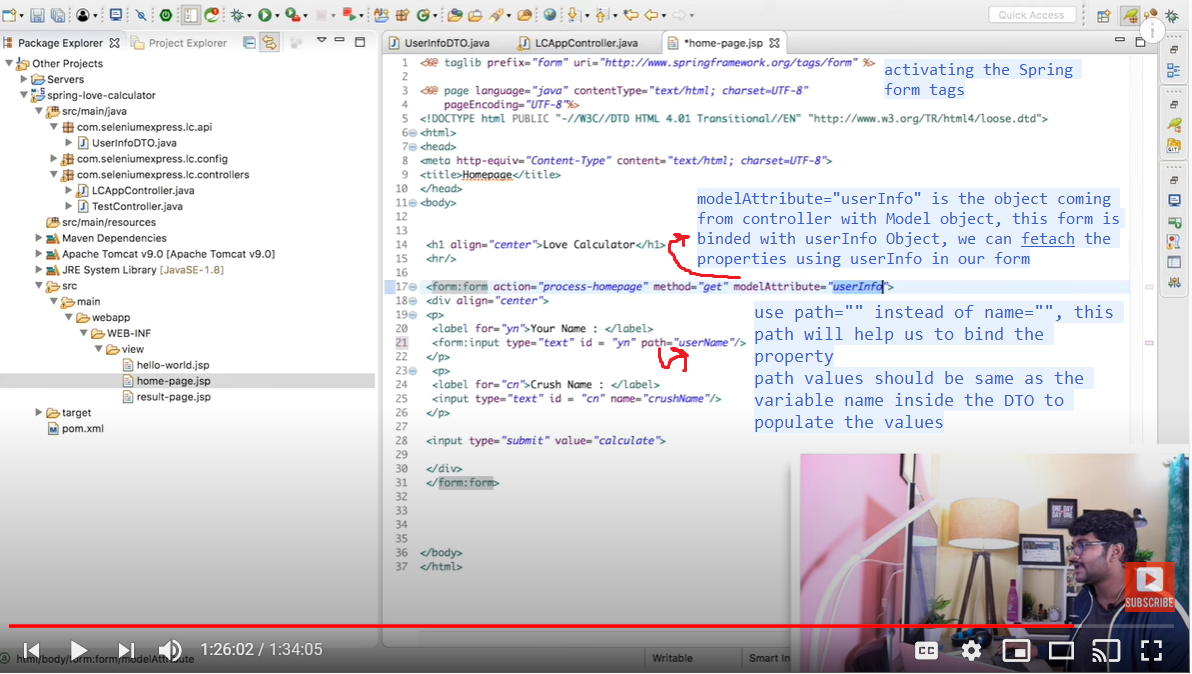 Quick Access
Package Explorer
Project Explorer
UserInfoDTO.java
LCAppController.java
*home-page.jsp
Other Projects
Servers
spring-love-calculator
src/main/java
com.seleniumexpress.lc.api
UserInfoDTO.java
com.seleniumexpress.lc.config
com.seleniumexpress.lc.controllers
LCAppController.java
TestController.java
src/main/resources
Maven Dependencies
Apache Tomcat v9.0 [Apache Tomcat v9.0]
JRE System Library [JavaSE-1.8]
src
main
webapp
WEB-INF
view
hello-world.jsp
home-page.jsp
result-page.jsp
target
pom.xml
1 <%@ taglib prefix="form" uri="http://www.springframework.org/tags/form" %>
2
3 <%@ page language="java" contentType="text/html; charset=UTF-8"
4 pageEncoding="UTF-8"%>
5 <!DOCTYPE html PUBLIC "-//W3C//DTD HTML 4.01 Transitional//EN" "http://www.w3.org/TR/html4/loose.dtd">
6 <html>
7 <head>
8 <meta http-equiv="Content-Type" content="text/html; charset=UTF-8">
9 <title>Homepage</title>
10 </head>
11 <body>
12
13
14 <h1 align="center">Love Calculator</h1>
15 <hr/>
16
17 <form:form action="process-homepage" method="get" modelAttribute="userInfo">
18 <div align="center">
19 <p>
20 <label for="yn">Your Name : </label>
21 <form:input type="text" id = "yn" path="userName"/>
22 </p>
23 <p>
24 <label for="cn">Crush Name : </label>
25 <input type="text" id = "cn" name="crushName"/>
26 </p>
27
28 <input type="submit" value="calculate">
29
30 </div>
31 </form:form>
32
33
34
35
36 </body>
37 </html>
activating the Spring
form tags
modelAttribute="userInfo" is the object coming
from controller with Model object, this form is
binded with userInfo Object, we can fetach the
properties using userInfo in our form
use path="" instead of name="", this
path will help us to bind the
property
path values should be same as the
variable name inside the DTO to
populate the values
ONE DAY
DAY ONE
SUBSCRIBE
1:26:02 / 1:34:05
CC
html/body/form:form/modelAttribute
Writable
Smart In